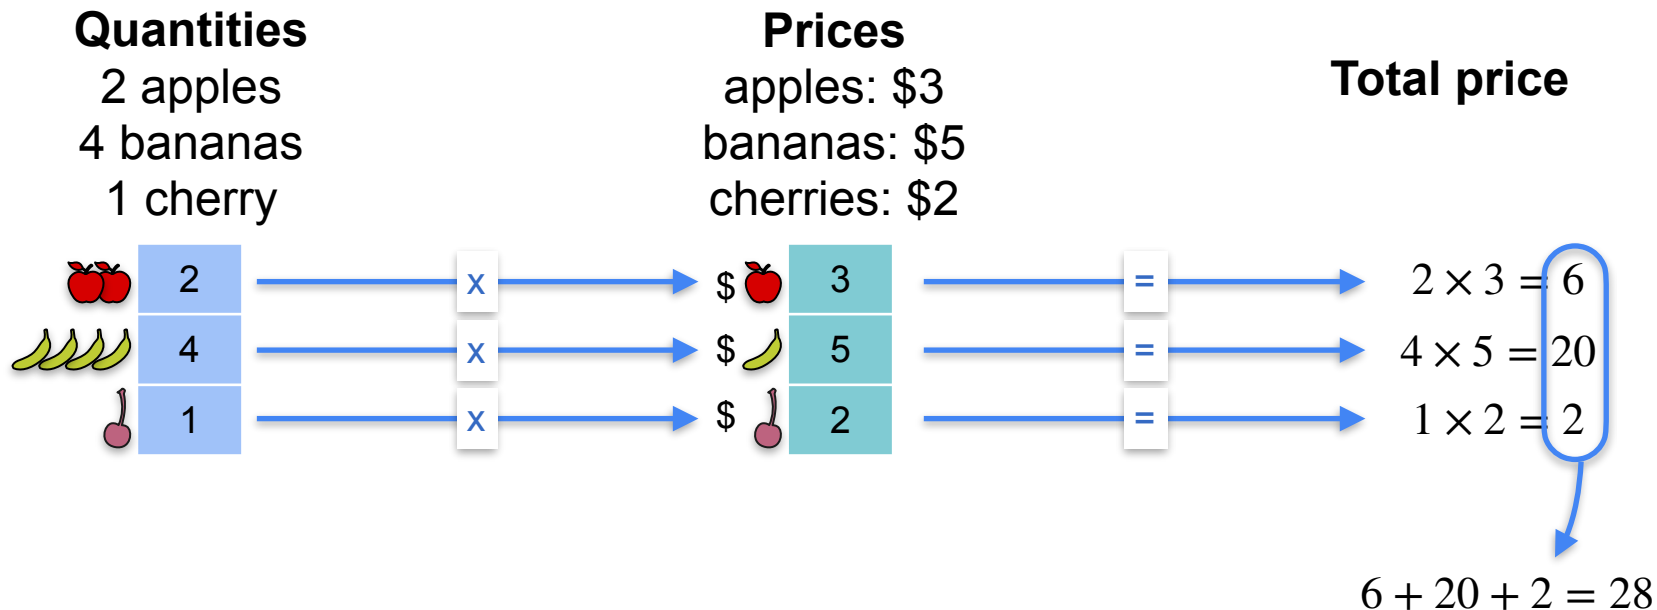 Quantities
2 apples
4 bananas
1 cherry
Prices
apples: $3
bananas: $5
cherries: $2
Total price
2 x $ 3 = 2 × 3 = 6
4 x $ 5 = 4 × 5 = 20
1 x $ 2 = 1 × 2 = 2
6 + 20 + 2 = 28